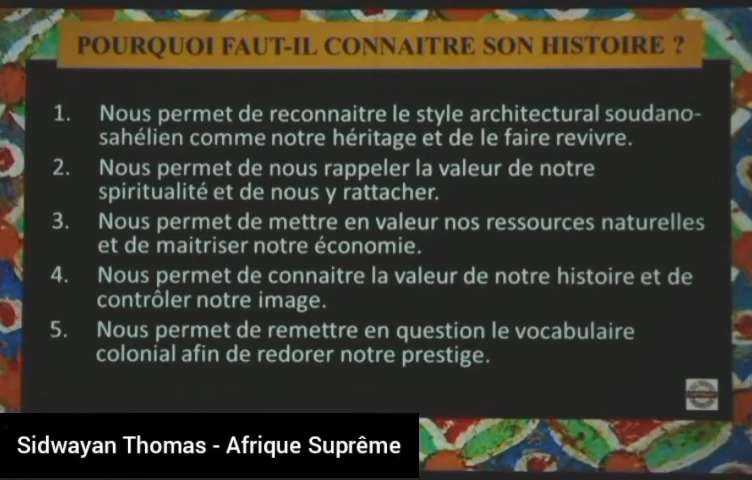 POURQUOI FAUT-IL CONNAITRE SON HISTOIRE ?
1. Nous permet de reconnaitre le style architectural soudano-
sahélien comme notre héritage et de le faire revivre.
2. Nous permet de nous rappeler la valeur de notre
spiritualité et de nous y rattacher.
3. Nous permet de mettre en valeur nos ressources naturelles
et de maitriser notre économie.
4. Nous permet de connaitre la valeur de notre histoire et de
contrôler notre image.
5. Nous permet de remettre en question le vocabulaire
colonial afin de redorer notre prestige.
Sidwayan Thomas - Afrique Suprême